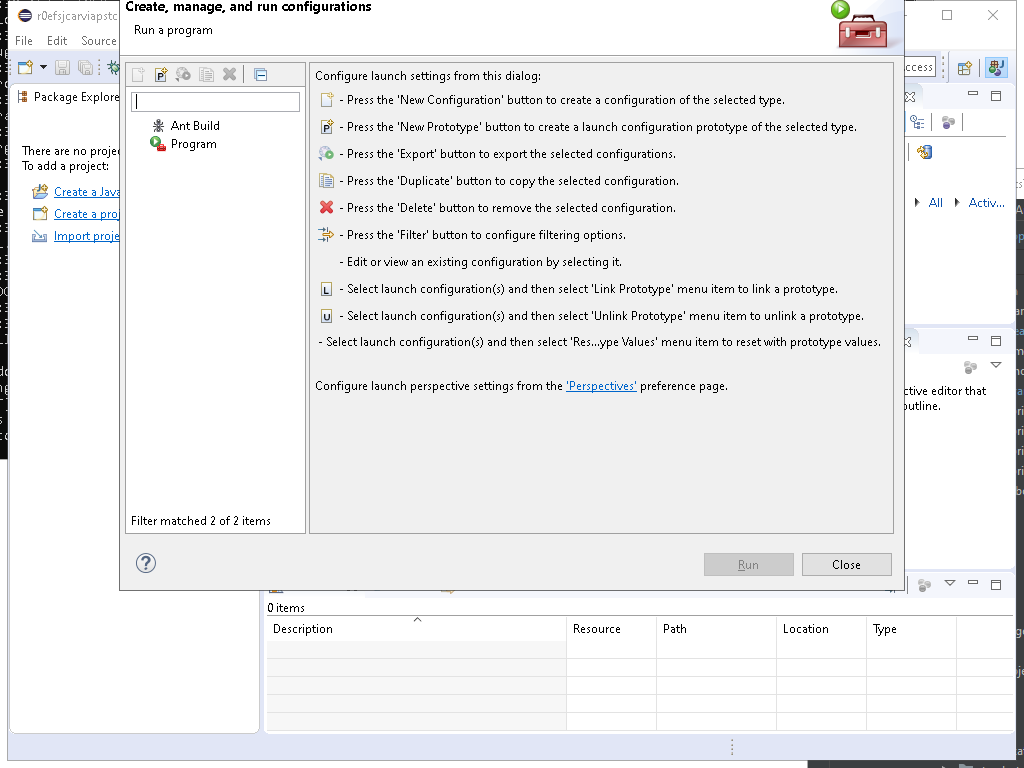 Create, manage, and run configurations
Run a program
r0efsjcarviapstc
File Edit Source
Package Explore
There are no projec
To add a project:
Create a Java
Create a proj
Import proje
Ant Build
Program
Filter matched 2 of 2 items
Configure launch settings from this dialog:
- Press the 'New Configuration' button to create a configuration of the selected type.
- Press the 'New Prototype' button to create a launch configuration prototype of the selected type.
- Press the 'Export' button to export the selected configurations.
- Press the 'Duplicate' button to copy the selected configuration.
- Press the 'Delete' button to remove the selected configuration.
- Press the 'Filter' button to configure filtering options.
- Edit or view an existing configuration by selecting it.
L - Select launch configuration(s) and then select 'Link Prototype' menu item to link a prototype.
U - Select launch configuration(s) and then select 'Unlink Prototype' menu item to unlink a prototype.
- Select launch configuration(s) and then select 'Res...ype Values' menu item to reset with prototype values.
Configure launch perspective settings from the 'Perspectives' preference page.
Run Close
ccess
All Activ...
ctive editor that
outline.
0 items
Description Resource Path Location Type